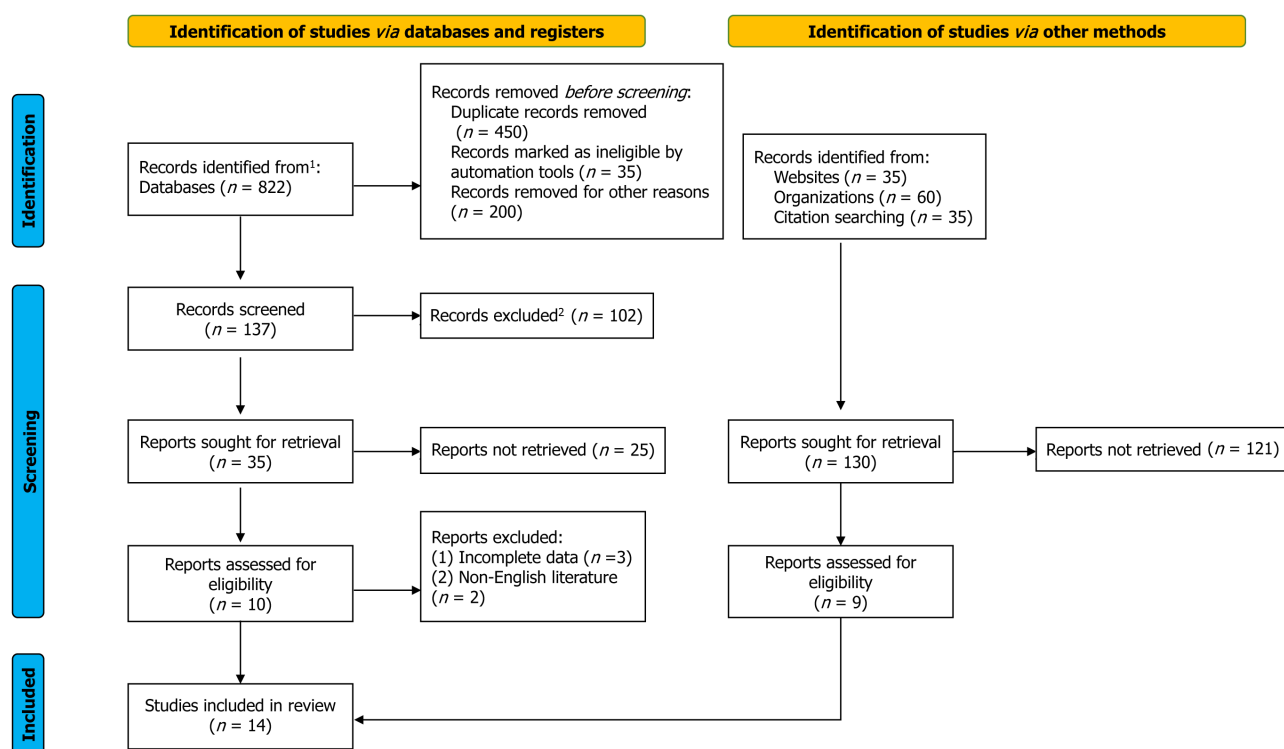 Identification of studies via databases and registers
Identification of studies via other methods
Identification
Records identified from¹:
Databases (n = 822)
Records removed before screening:
Duplicate records removed
(n = 450)
Records marked as ineligible by
automation tools (n = 35)
Records removed for other reasons
(n = 200)
Records identified from:
Websites (n = 35)
Organizations (n = 60)
Citation searching (n = 35)
Screening
Records screened
(n = 137)
Records excluded² (n = 102)
Reports sought for retrieval
(n = 35)
Reports not retrieved (n = 25)
Reports sought for retrieval
(n = 130)
Reports not retrieved (n = 121)
Reports assessed for
eligibility
(n = 10)
Reports excluded:
(1) Incomplete data (n =3)
(2) Non-English literature
(n = 2)
Reports assessed for
eligibility
(n = 9)
Included
Studies included in review
(n = 14)